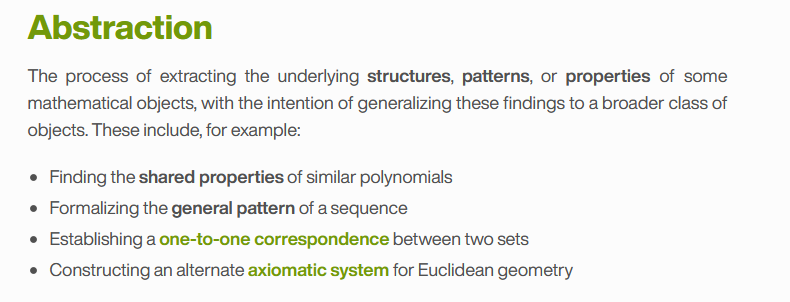 Abstraction
The process of extracting the underlying structures, patterns, or properties of some
mathematical objects, with the intention of generalizing these findings to a broader class of
objects. These include, for example:
• Finding the shared properties of similar polynomials
• Formalizing the general pattern of a sequence
• Establishing a one-to-one correspondence between two sets
• Constructing an alternate axiomatic system for Euclidean geometry